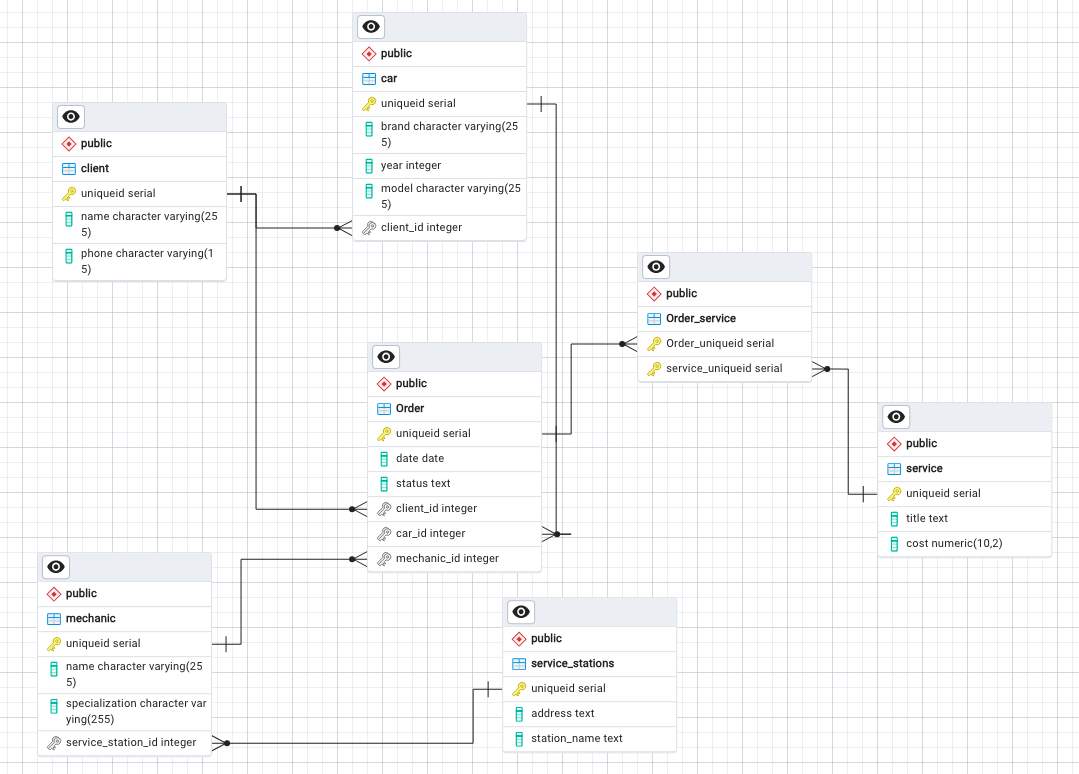 public
car
uniqueid serial
brand character varying(25
5)
year integer
model character varying(25
5)
client_id integer
public
client
uniqueid serial
name character varying(25
5)
phone character varying(1
5)
public
Order_service
Order_uniqueid serial
service_uniqueid serial
public
Order
uniqueid serial
date date
status text
client_id integer
car_id integer
mechanic_id integer
public
service
uniqueid serial
title text
cost numeric(10,2)
public
mechanic
uniqueid serial
name character varying(25
5)
specialization character var
ying(255)
service_station_id integer
public
service_stations
uniqueid serial
address text
station_name text